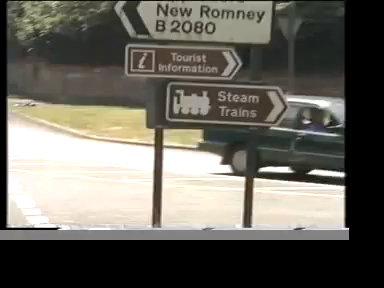 New Romney
B 2080
i Tourist
Information
Steam
Trains